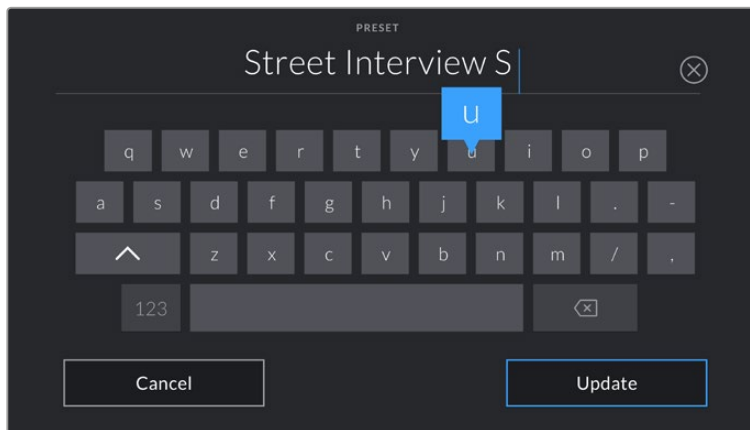 PRESET
Street Interview S
u
q w e r t y u i o p
a s d f g h j k l . -
z x c v b n m / ,
123
Cancel Update